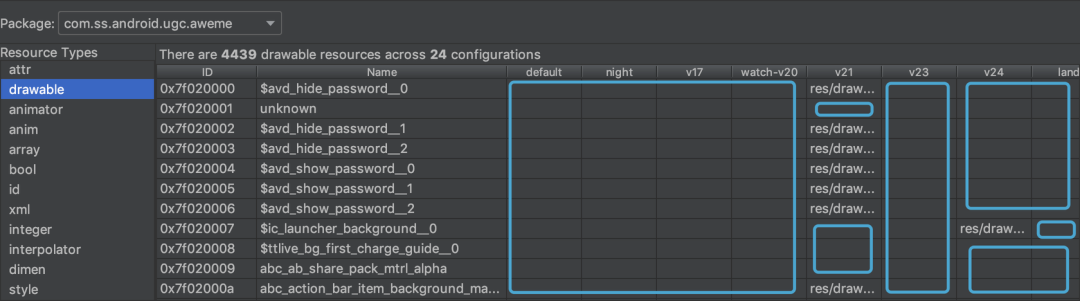 Package: com.ss.android.ugc.aweme
Resource Types
There are 4439 drawable resources across 24 configurations
ID Name default night v17 watch-v20 v21 v23 v24 land
attr
drawable 0x7f020000 $avd_hide_password__0 res/draw...
animator 0x7f020001 unknown
anim 0x7f020002 $avd_hide_password__1 res/draw...
array 0x7f020003 $avd_hide_password__2 res/draw...
bool 0x7f020004 $avd_show_password__0 res/draw...
id 0x7f020005 $avd_show_password__1 res/draw...
xml 0x7f020006 $avd_show_password__2 res/draw...
integer 0x7f020007 $ic_launcher_background__0 res/draw...
interpolator 0x7f020008 $ttlive_bg_first_charge_guide__0
dimen 0x7f020009 abc_ab_share_pack_mtrl_alpha
style 0x7f02000a abc_action_bar_item_background_ma... res/draw...